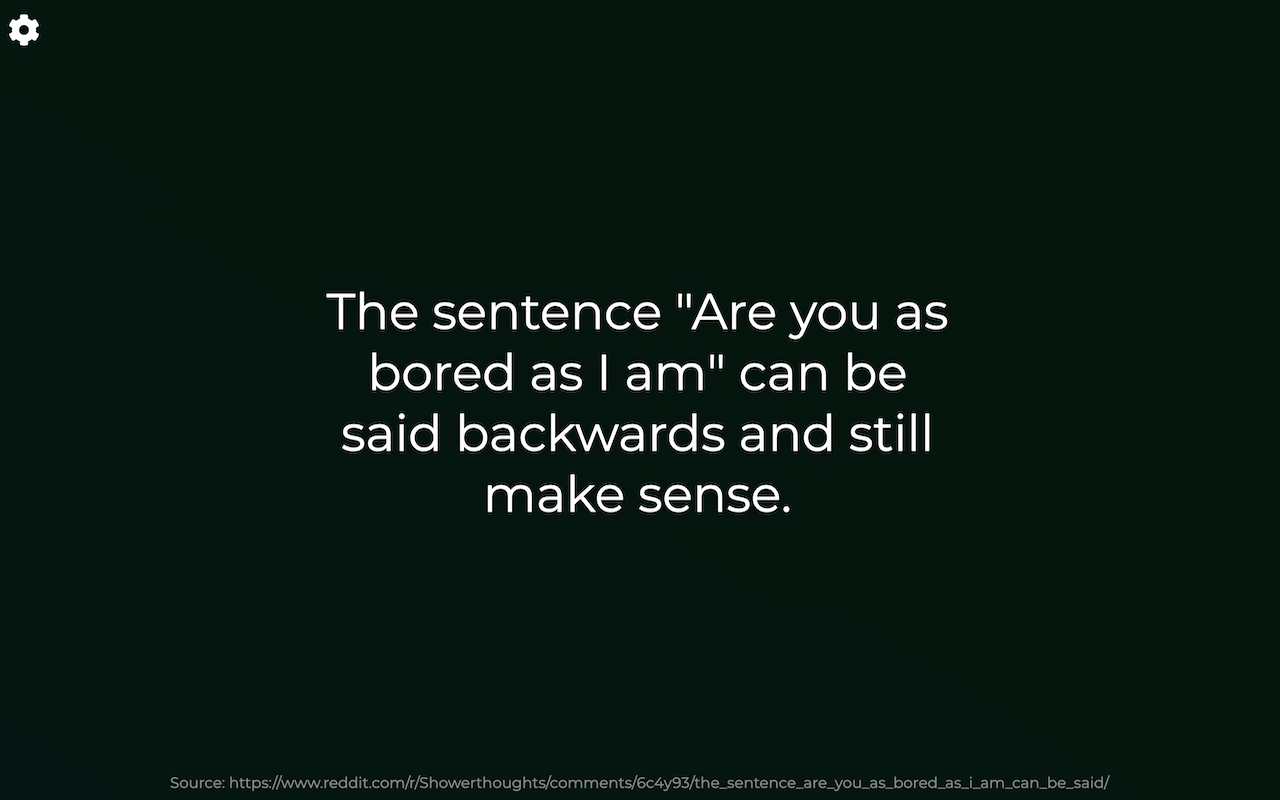 The sentence "Are you as
bored as I am" can be
said backwards and still
make sense.
Source: https://www.reddit.com/r/Showerthoughts/comments/6c4y93/the_sentence_are_you_as_bored_as_i_am_can_be_said/